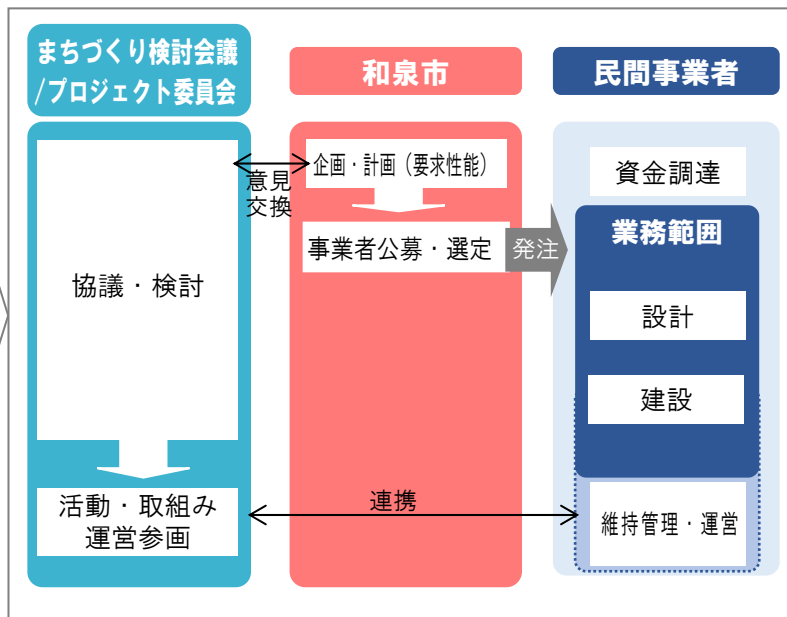 まちづくり検討会議
/プロジェクト委員会
協議・検討
活動・取組み
運営参画
意見
交換
和泉市
企画・計画（要求性能）
事業者公募・選定
発注
連携
民間事業者
資金調達
業務範囲
設計
建設
維持管理・運営